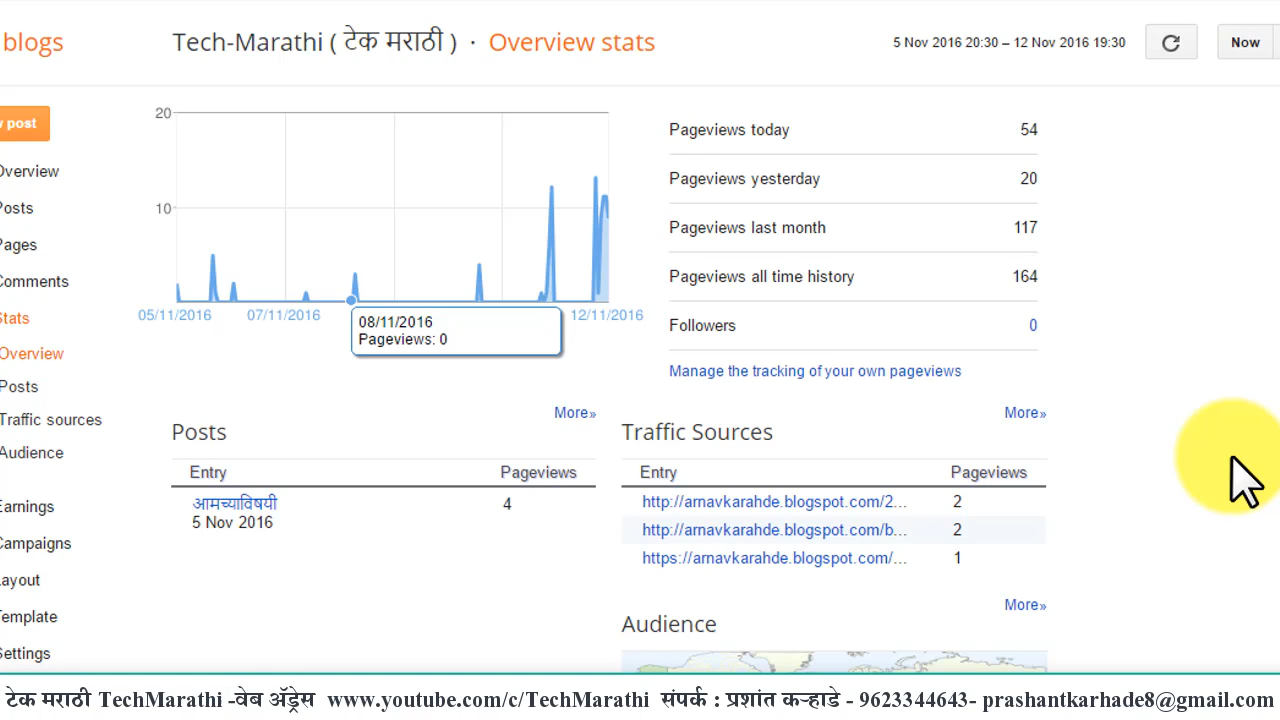 blogs
Tech-Marathi ( टेक मराठी ) · Overview stats
5 Nov 2016 20:30 – 12 Nov 2016 19:30
Now
w post
Overview
Posts
Pages
Comments
Stats
Overview
Posts
Traffic sources
Audience
Earnings
Campaigns
Layout
Template
Settings
20
10
05/11/2016
07/11/2016
12/11/2016
08/11/2016
Pageviews: 0
Pageviews today 54
Pageviews yesterday 20
Pageviews last month 117
Pageviews all time history 164
Followers 0
Manage the tracking of your own pageviews
More»
Posts
Entry Pageviews
आमच्याविषयी 4
5 Nov 2016
More»
Traffic Sources
Entry Pageviews
http://arnavkarahde.blogspot.com/2... 2
http://arnavkarahde.blogspot.com/b... 2
https://arnavkarahde.blogspot.com/... 1
More»
Audience
टेक मराठी TechMarathi -वेब ॲड्रेस www.youtube.com/c/TechMarathi संपर्क : प्रशांत कऱ्हाडे - 9623344643- prashantkarhade8@gmail.com